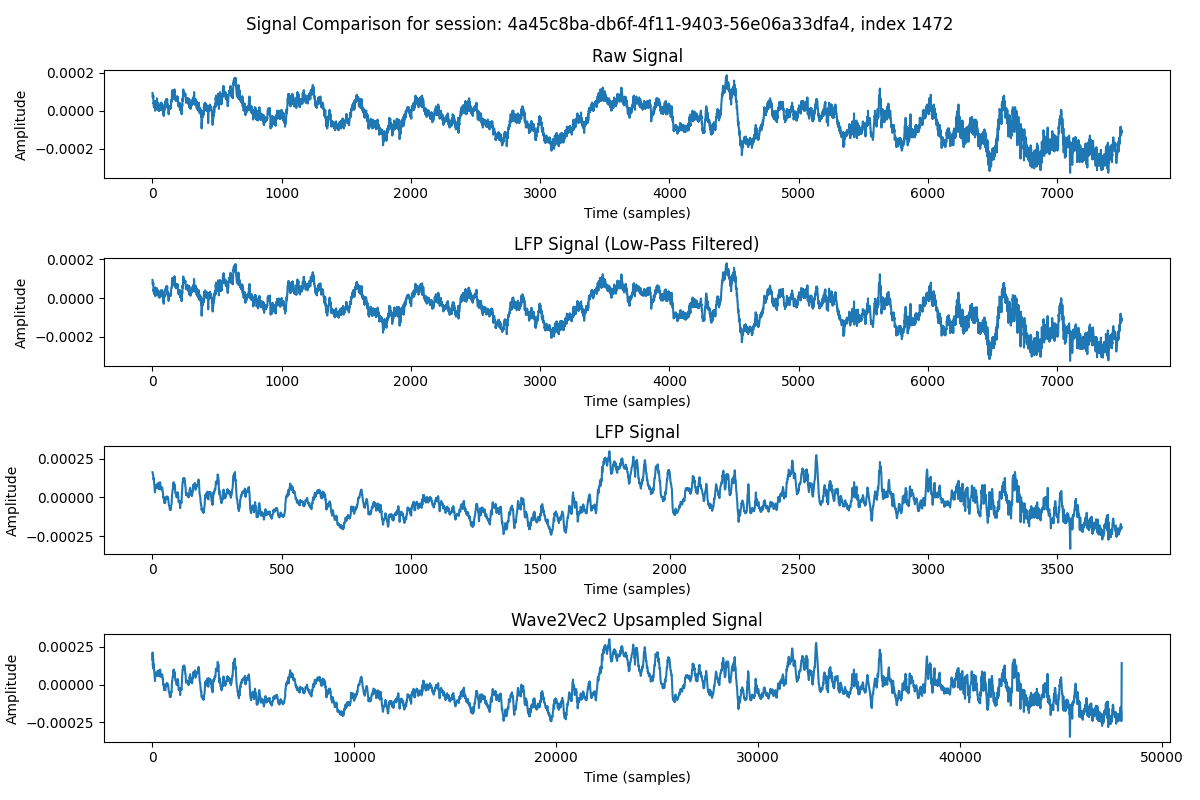 Signal Comparison for session: 4a45c8ba-db6f-4f11-9403-56e06a33dfa4, index 1472
Raw Signal
Amplitude
0.0002
0.0000
−0.0002
0 1000 2000 3000 4000 5000 6000 7000
Time (samples)
LFP Signal (Low-Pass Filtered)
Amplitude
0.0002
0.0000
−0.0002
0 1000 2000 3000 4000 5000 6000 7000
Time (samples)
LFP Signal
Amplitude
0.00025
0.00000
−0.00025
0 500 1000 1500 2000 2500 3000 3500
Time (samples)
Wave2Vec2 Upsampled Signal
Amplitude
0.00025
0.00000
−0.00025
0 10000 20000 30000 40000 50000
Time (samples)